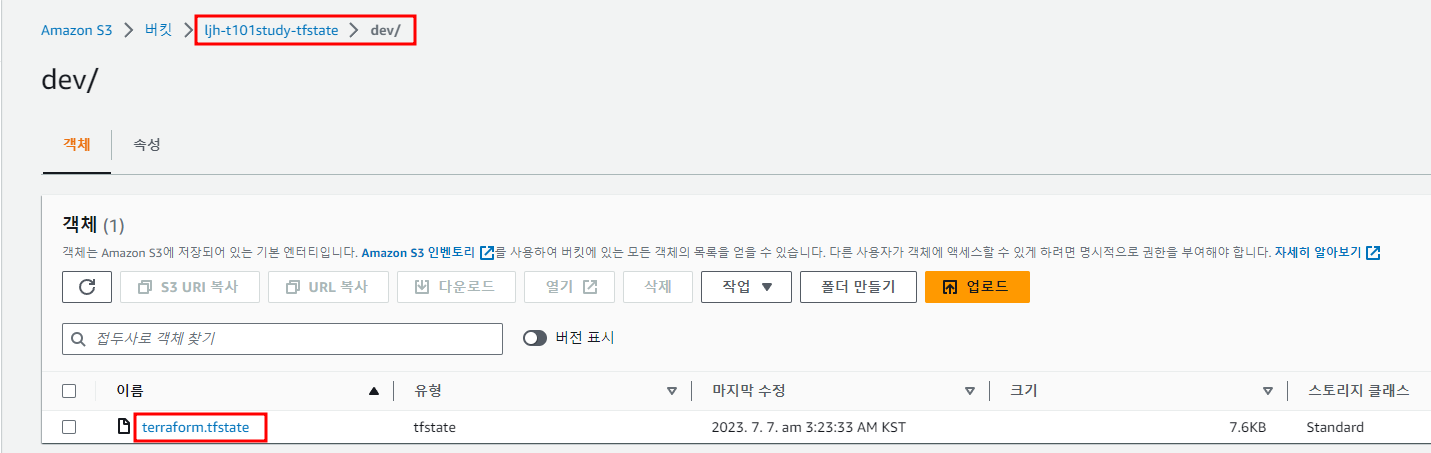 Amazon S3 > 버킷 > ljh-t101study-tfstate > dev/
dev/
객체 속성
객체 (1)
객체는 Amazon S3에 저장되어 있는 기본 엔터티입니다. Amazon S3 인벤토리 를 사용하여 버킷에 있는 모든 객체의 목록을 얻을 수 있습니다. 다른 사용자가 객체에 액세스할 수 있게 하려면 명시적으로 권한을 부여해야 합니다. 자세히 알아보기
S3 URI 복사 URL 복사 다운로드 열기 삭제 작업 폴더 만들기 업로드
접두사로 객체 찾기 버전 표시
이름 유형 마지막 수정 크기 스토리지 클래스
terraform.tfstate tfstate 2023. 7. 7. am 3:23:33 AM KST 7.6KB Standard